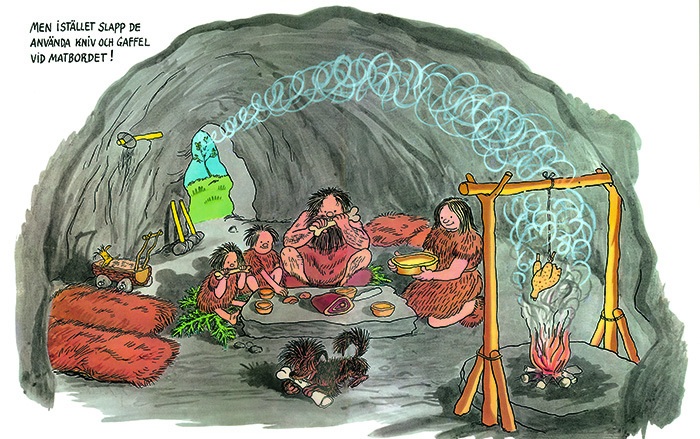 MEN ISTÄLLET SLAPP DE
ANVÄNDA KNIV OCH GAFFEL
VID MATBORDET!